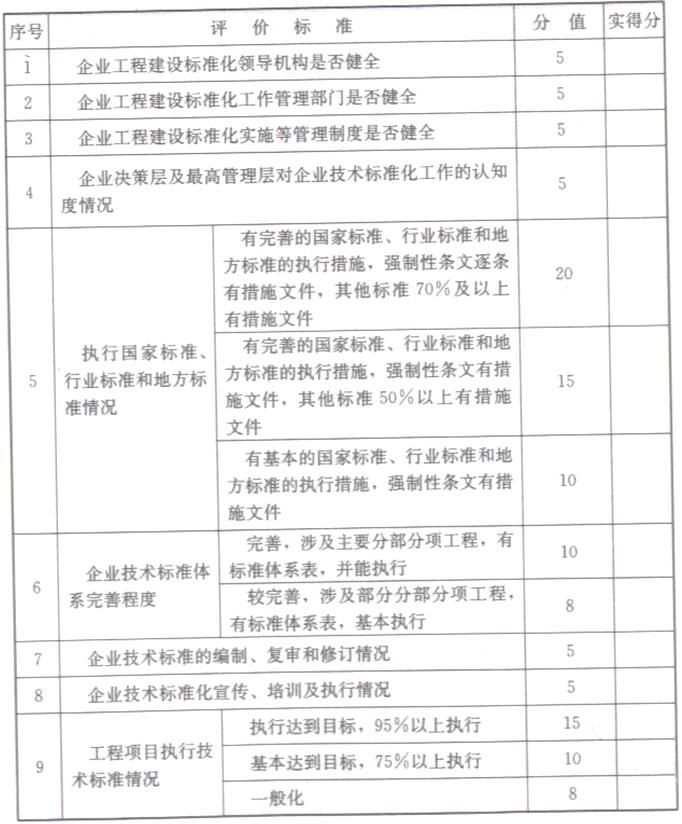 序号 评价标准 分值 实得分
1 企业工程建设标准化领导机构是否健全 5
2 企业工程建设标准化工作管理部门是否健全 5
3 企业工程建设标准化实施等管理制度是否健全 5
4 企业决策层及最高管理层对企业技术标准化工作的认知
度情况 5
5 执行国家标准、
行业标准和地方标
准情况
有完善的国家标准、行业标准和地
方标准的执行措施，强制性条文逐条
有措施文件，其他标准70%及以上
有措施文件
20
有完善的国家标准、行业标准和地
方标准的执行措施，强制性条文有措
施文件，其他标准50%以上有措施
文件
15
有基本的国家标准、行业标准和地
方标准的执行措施，强制性条文有措
施文件
10
6 企业技术标准体
系完善程度
完善，涉及主要分部分项工程，有
标准体系表，并能执行
10
较完善，涉及部分分部分项工程，
有标准体系表，基本执行
8
7 企业技术标准的编制、复审和修订情况 5
8 企业技术标准化宣传、培训及执行情况 5
9 工程项目执行技
术标准情况
执行达到目标，95%以上执行 15
基本达到目标，75%以上执行 10
一般化 8